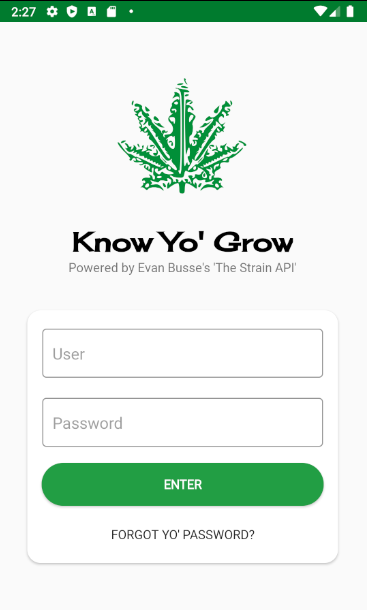 2:27
Know Yo' Grow
Powered by Evan Busse's 'The Strain API'
User
Password
ENTER
FORGOT YO' PASSWORD?